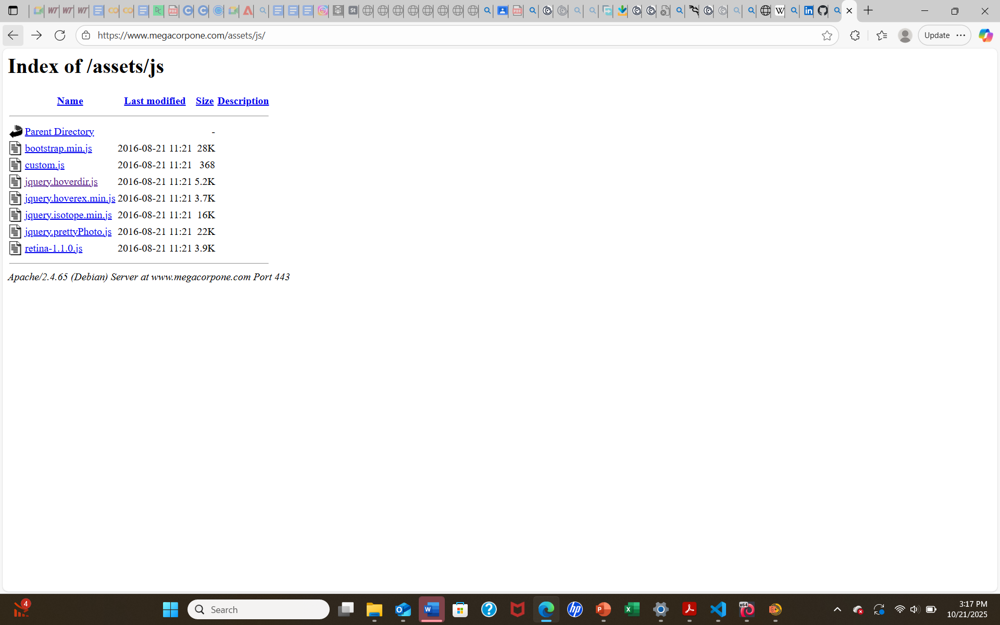 https://www.megacorpone.com/assets/js/
Update
Index of /assets/js
Name Last modified Size Description
Parent Directory -
bootstrap.min.js 2016-08-21 11:21 28K
custom.js 2016-08-21 11:21 368
jquery.hoverdir.js 2016-08-21 11:21 5.2K
jquery.hoverex.min.js 2016-08-21 11:21 3.7K
jquery.isotope.min.js 2016-08-21 11:21 16K
jquery.prettyPhoto.js 2016-08-21 11:21 22K
retina-1.1.0.js 2016-08-21 11:21 3.9K
Apache/2.4.65 (Debian) Server at www.megacorpone.com Port 443
4
Search
3:17 PM
10/21/2025